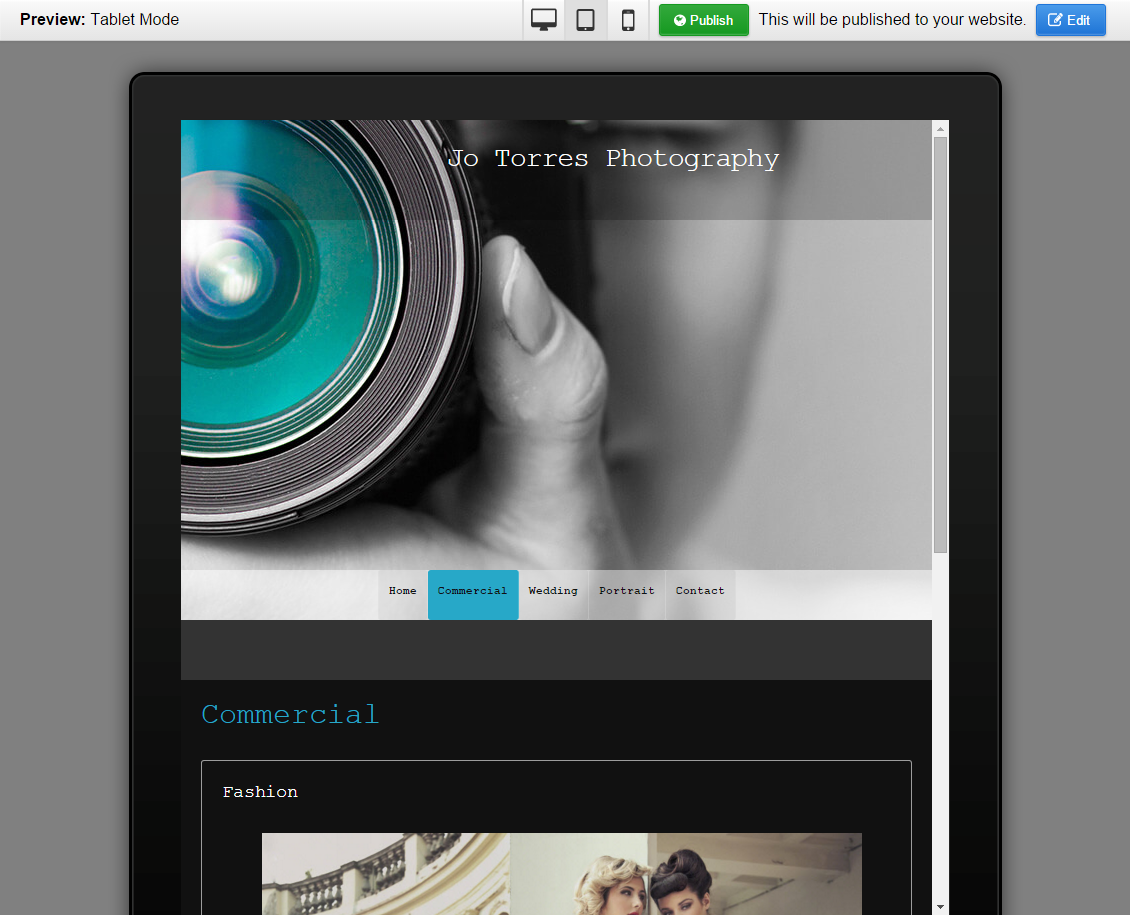 Preview: Tablet Mode
Publish This will be published to your website. Edit
Jo Torres Photography
Home Commercial Wedding Portrait Contact
Commercial
Fashion